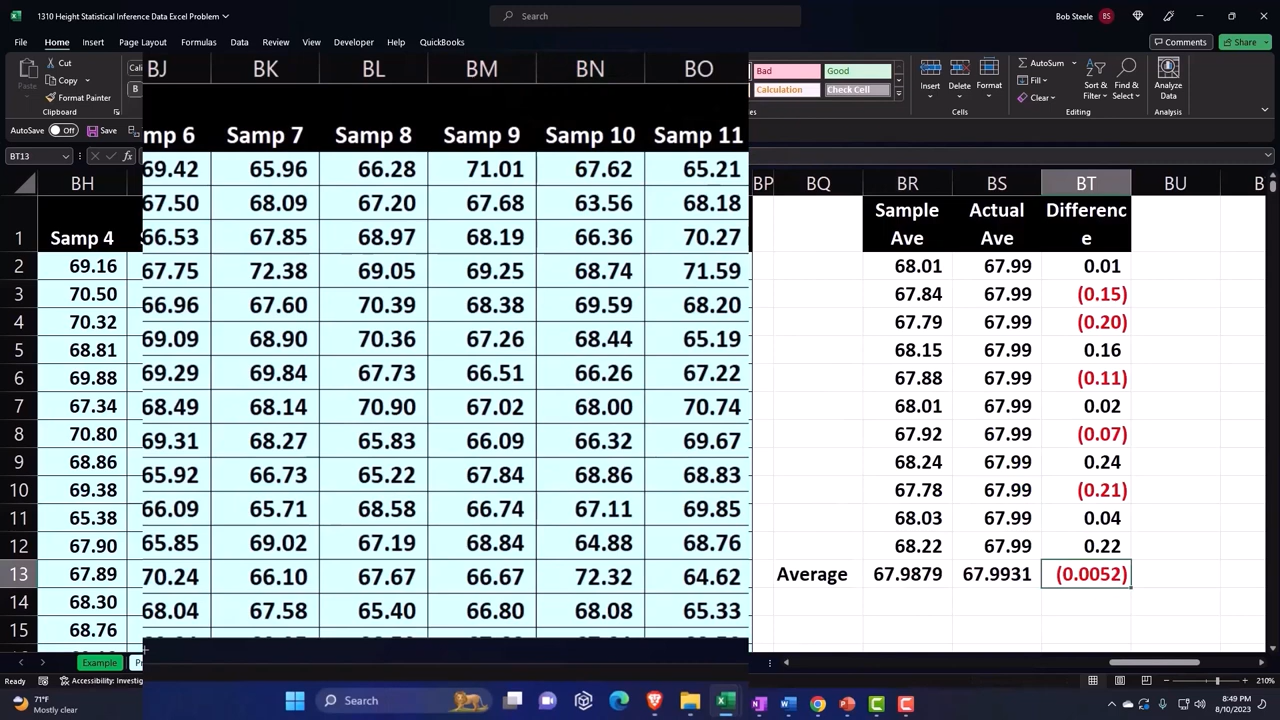 1310 Height Statistical Inference Data Excel Problem
Search
Bob Steele BS
File Home Insert Page Layout Formulas Data Review View Developer Help QuickBooks Comments Share
Cut
Copy
Format Painter
Clipboard
Bad Good
Calculation Check Cell
Insert Delete Format
Cells
AutoSum
Fill
Clear
Editing
Analyze
Data
Analysis
AutoSave Off Save
BT13 fx
BH BJ BK BL BM BN BO BP BQ BR BS BT BU
1 Samp 4 mp 6 Samp 7 Samp 8 Samp 9 Samp 10 Samp 11 Sample Ave Actual Ave Differenc e
2 69.16 69.42 65.96 66.28 71.01 67.62 65.21 68.01 67.99 0.01
3 70.50 67.50 68.09 67.20 67.68 63.56 68.18 67.84 67.99 (0.15)
4 70.32 66.53 67.85 68.97 68.19 66.36 70.27 67.79 67.99 (0.20)
5 68.81 67.75 72.38 69.05 69.25 68.74 71.59 68.15 67.99 0.16
6 69.88 66.96 67.60 70.39 68.38 69.59 68.20 67.88 67.99 (0.11)
7 67.34 69.09 68.90 70.36 67.26 68.44 65.19 68.01 67.99 0.02
8 70.80 69.29 69.84 67.73 66.51 66.26 67.22 67.92 67.99 (0.07)
9 68.86 68.49 68.14 70.90 67.02 68.00 70.74 68.24 67.99 0.24
10 69.38 69.31 68.27 65.83 66.09 66.32 69.67 67.78 67.99 (0.21)
11 65.38 65.92 66.73 65.22 67.84 68.86 68.83 68.03 67.99 0.04
12 67.90 66.09 65.71 68.58 66.74 67.11 69.85 68.22 67.99 0.22
13 67.89 65.85 69.02 67.19 68.84 64.88 68.76 Average 67.9879 67.9931 (0.0052)
14 68.30 70.24 66.10 67.67 66.67 72.32 64.62
15 68.76 68.04 67.58 65.40 66.80 68.08 65.33
Example
Ready
210%
71°F
Mostly clear
Search
8:49 PM
8/10/2023